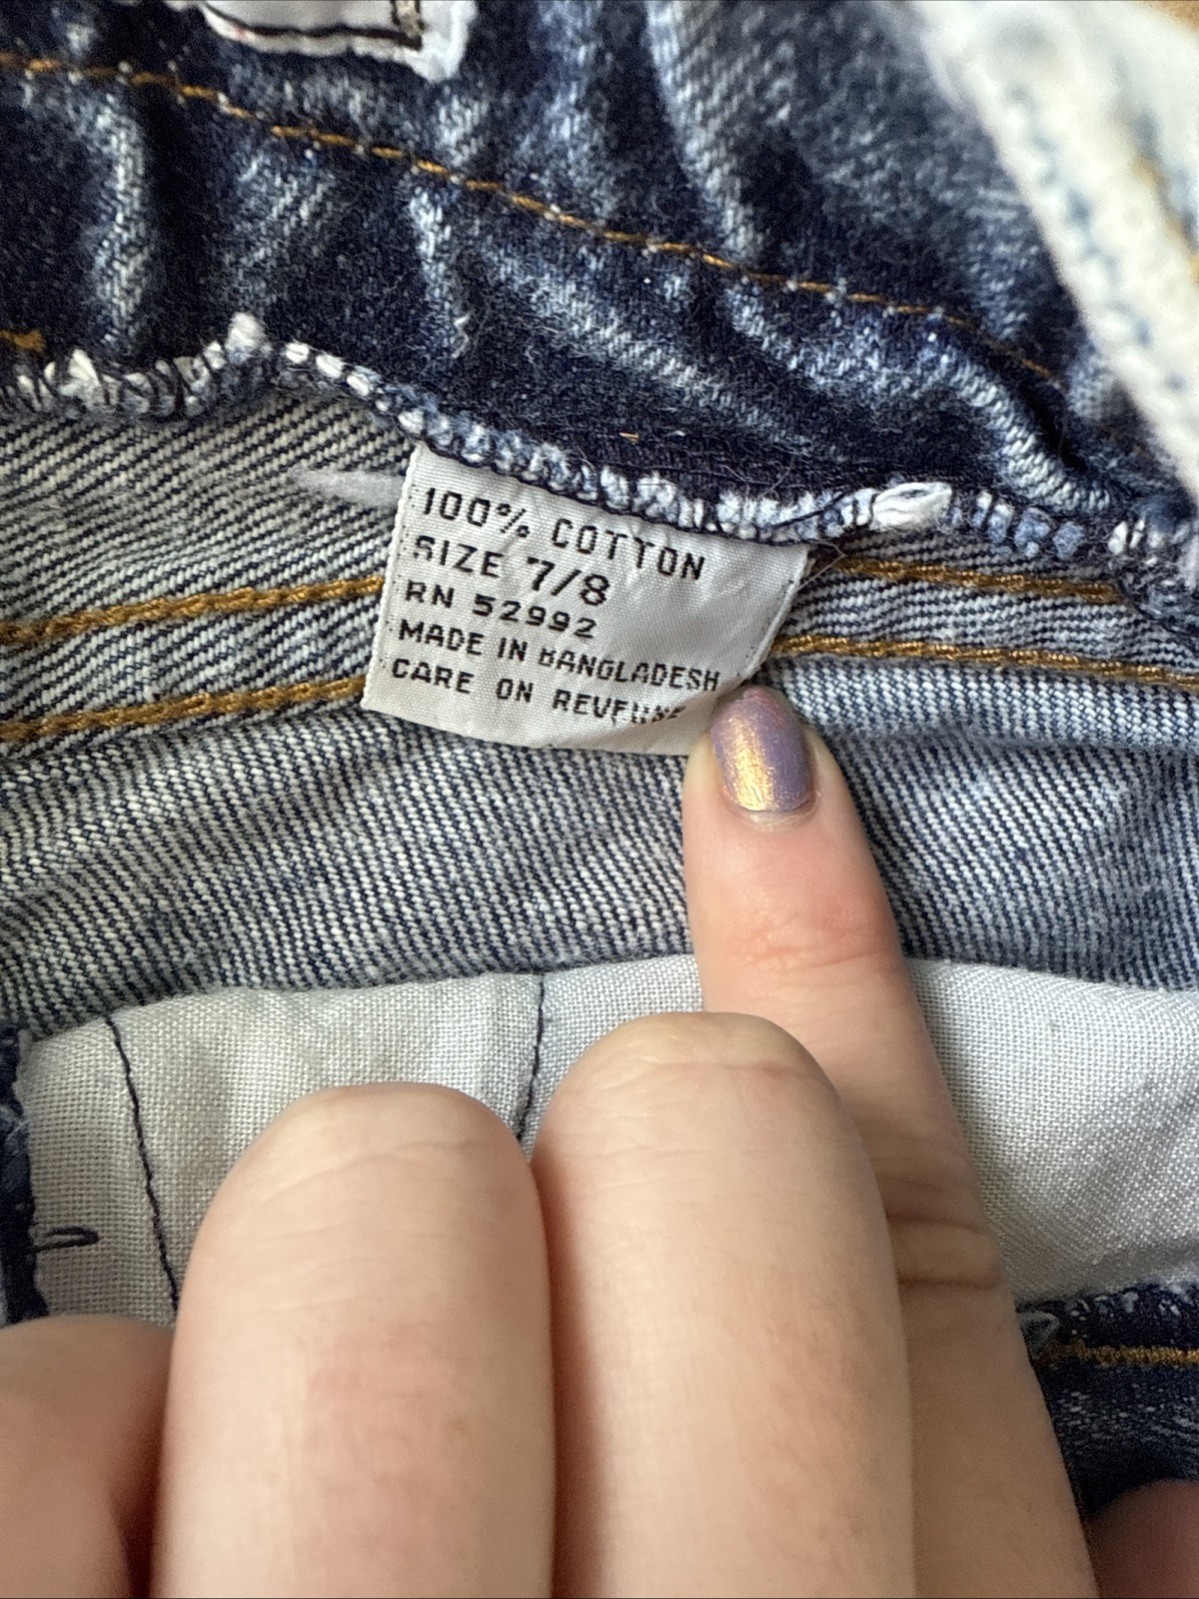 100% COTTON
SIZE 7/8
RN 52992
MADE IN BANGLADESH
CARE ON REVERSE